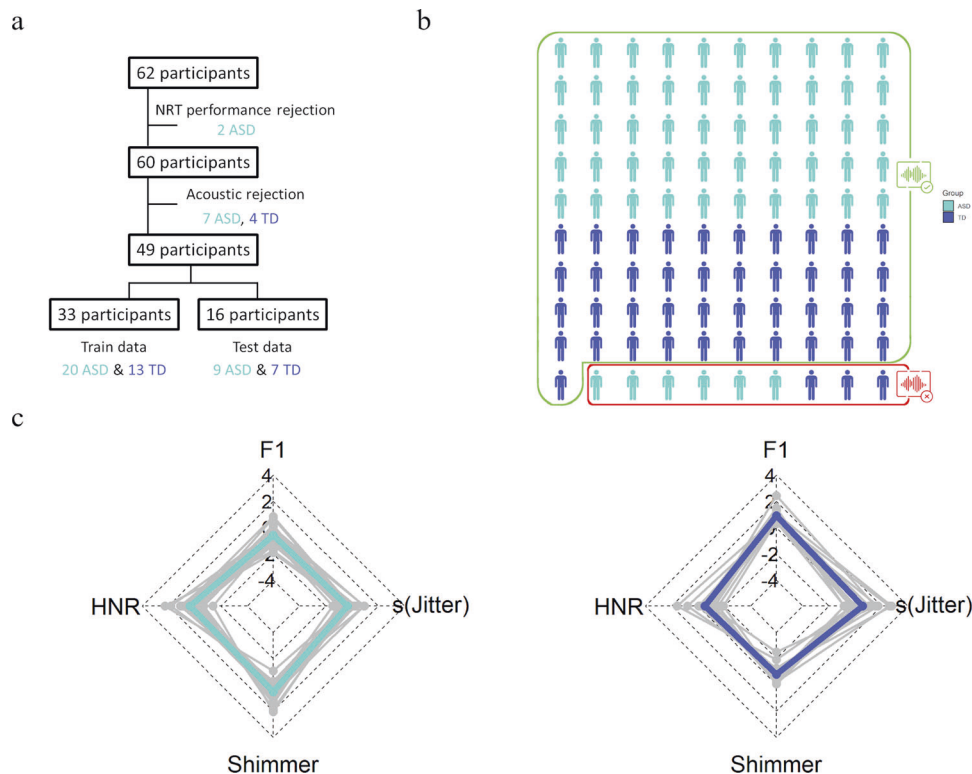 a
62 participants
NRT performance rejection
2 ASD
60 participants
Acoustic rejection
7 ASD, 4 TD
49 participants
33 participants
16 participants
Train data
20 ASD & 13 TD
Test data
9 ASD & 7 TD
b
Group
ASD
TD
c
F1
4
2
0
-2
-4
HNR
s(Jitter)
Shimmer
F1
4
2
0
-2
-4
HNR
s(Jitter)
Shimmer